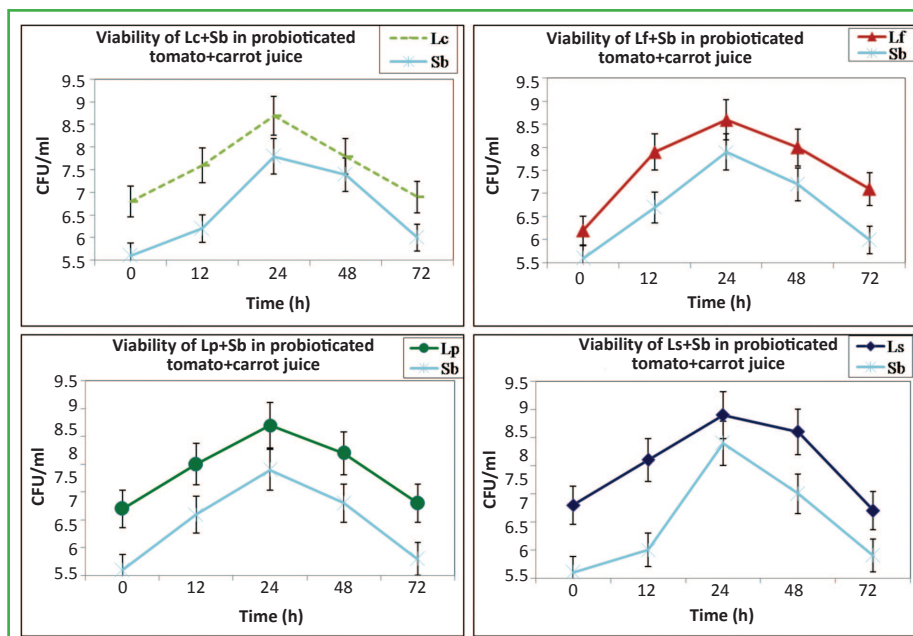 Viability of Lc+Sb in probioticated
tomato+carrot juice
Lc
Sb
9.5
9
8.5
8
7.5
7
6.5
6
5.5
CFU/ml
0 12 24 48 72
Time (h)
Viability of Lf+Sb in probioticated
tomato+carrot juice
Lf
Sb
9.5
9
8.5
8
7.5
7
6.5
6
5.5
CFU/ml
0 12 24 48 72
Time (h)
Viability of Lp+Sb in probioticated
tomato+carrot juice
Lp
Sb
9.5
9
8.5
8
7.5
7
6.5
6
5.5
CFU/ml
0 12 24 48 72
Time (h)
Viability of Ls+Sb in probioticated
tomato+carrot juice
Ls
Sb
9.5
9
8.5
8
7.5
7
6.5
6
5.5
CFU/ml
0 12 24 48 72
Time (h)